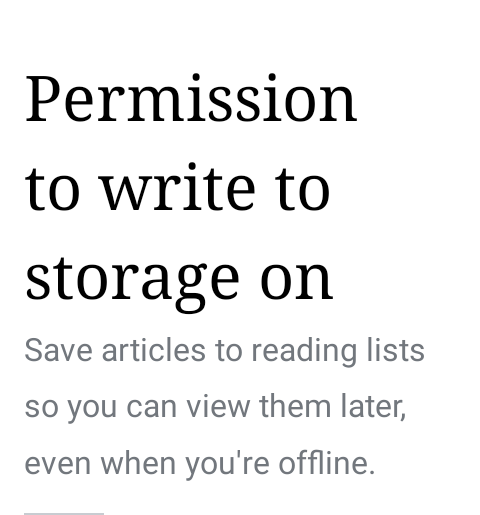 Permission
to write to
storage on
Save articles to reading lists
so you can view them later,
even when you're offline.